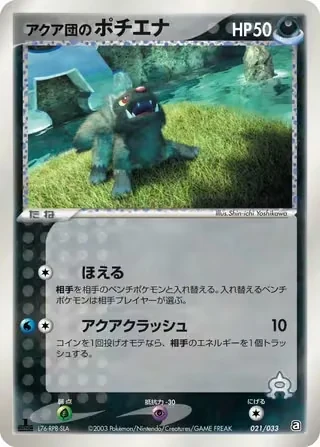 アクア団の ポチエナ HP50
たね
Illus.Shin-ichi Yoshikawa
ほえる
相手を相手のベンチポケモンと入れ替える。入れ替えるベンチ
ポケモンは相手プレイヤーが選ぶ。
アクアクラッシュ 10
コインを1回投げオモテなら、相手のエネルギーを1個トラッ
シュする。
弱点 抵抗力 -30 にげる
L76 RPB SLA ©2003 Pokémon/Nintendo/Creatures/GAME FREAK 021/033